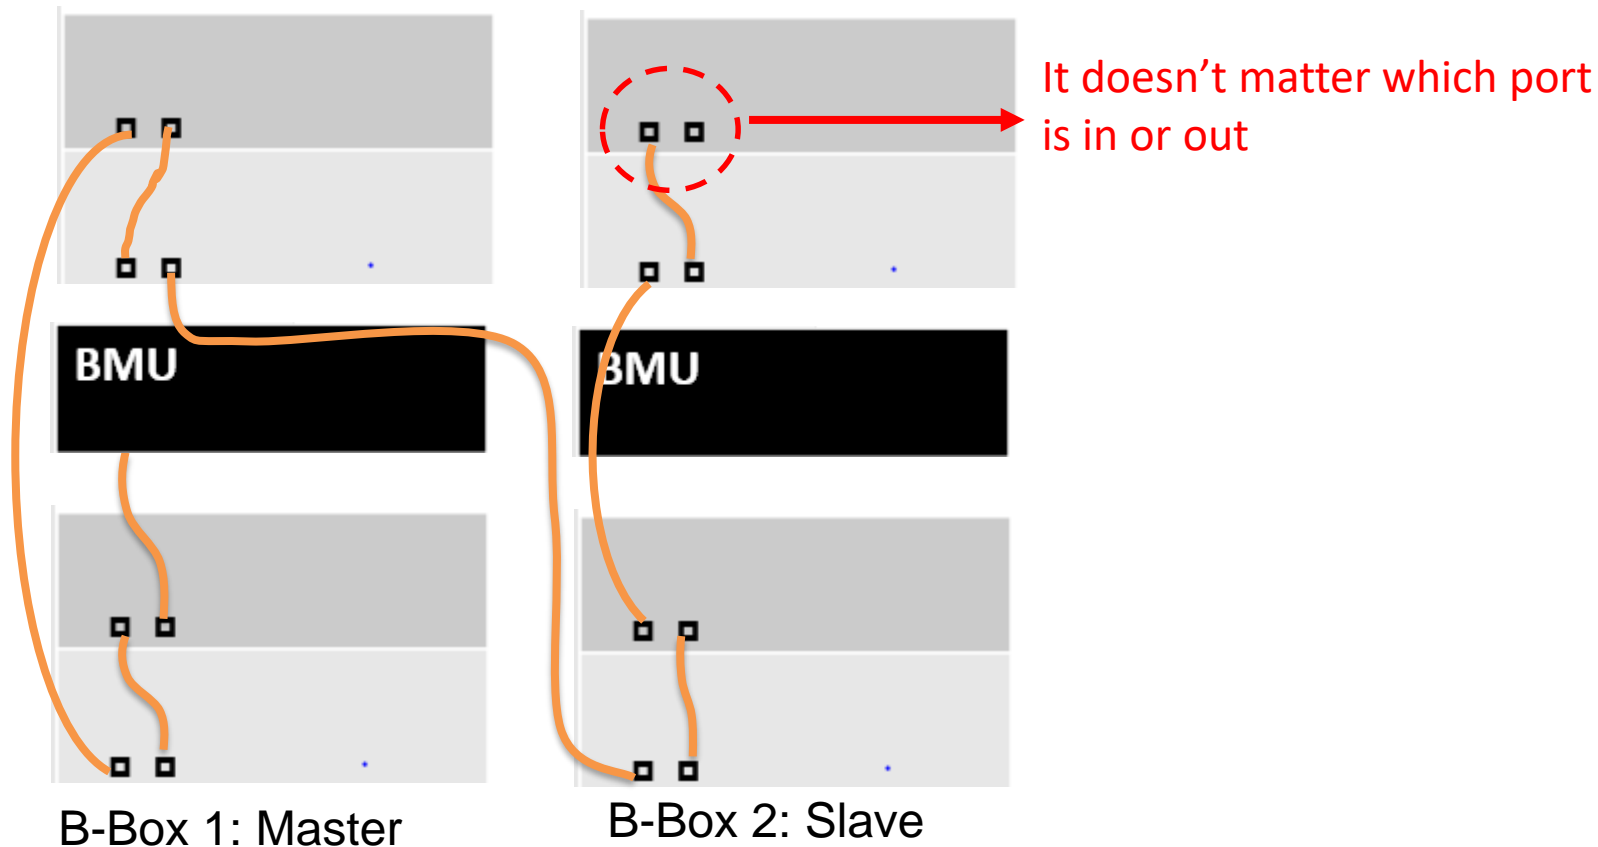 It doesn’t matter which port
is in or out
BMU
BMU
B-Box 1: Master
B-Box 2: Slave